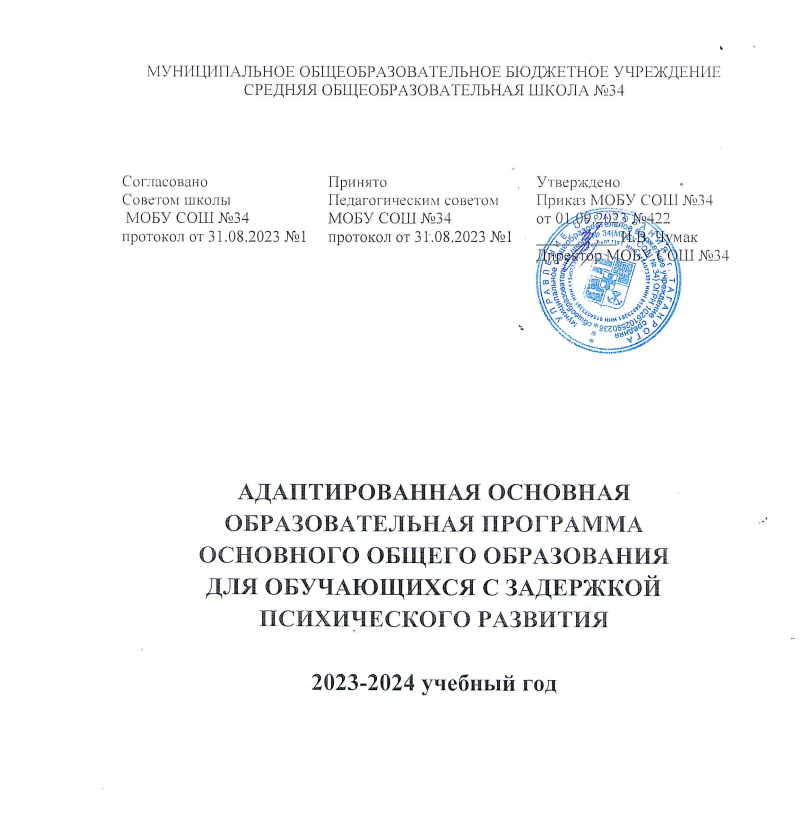 МУНИЦИПАЛЬНОЕ ОБЩЕОБРАЗОВАТЕЛЬНОЕ БЮДЖЕТНОЕ УЧРЕЖДЕНИЕ
СРЕДНЯЯ ОБЩЕОБРАЗОВАТЕЛЬНАЯ ШКОЛА №34
Согласовано
Советом школы
МОБУ СОШ №34
протокол от 31.08.2023 №1
Принято
Педагогическим советом
МОБУ СОШ №34
протокол от 31.08.2023 №1
Утверждено
Приказ МОБУ СОШ №34
от 01.09.2023 №422
И.В. Чумак
Директор МОБУ СОШ №34
АДАПТИРОВАННАЯ ОСНОВНАЯ
ОБРАЗОВАТЕЛЬНАЯ ПРОГРАММА
ОСНОВНОГО ОБЩЕГО ОБРАЗОВАНИЯ
ДЛЯ ОБУЧАЮЩИХСЯ С ЗАДЕРЖКОЙ
ПСИХИЧЕСКОГО РАЗВИТИЯ
2023-2024 учебный год